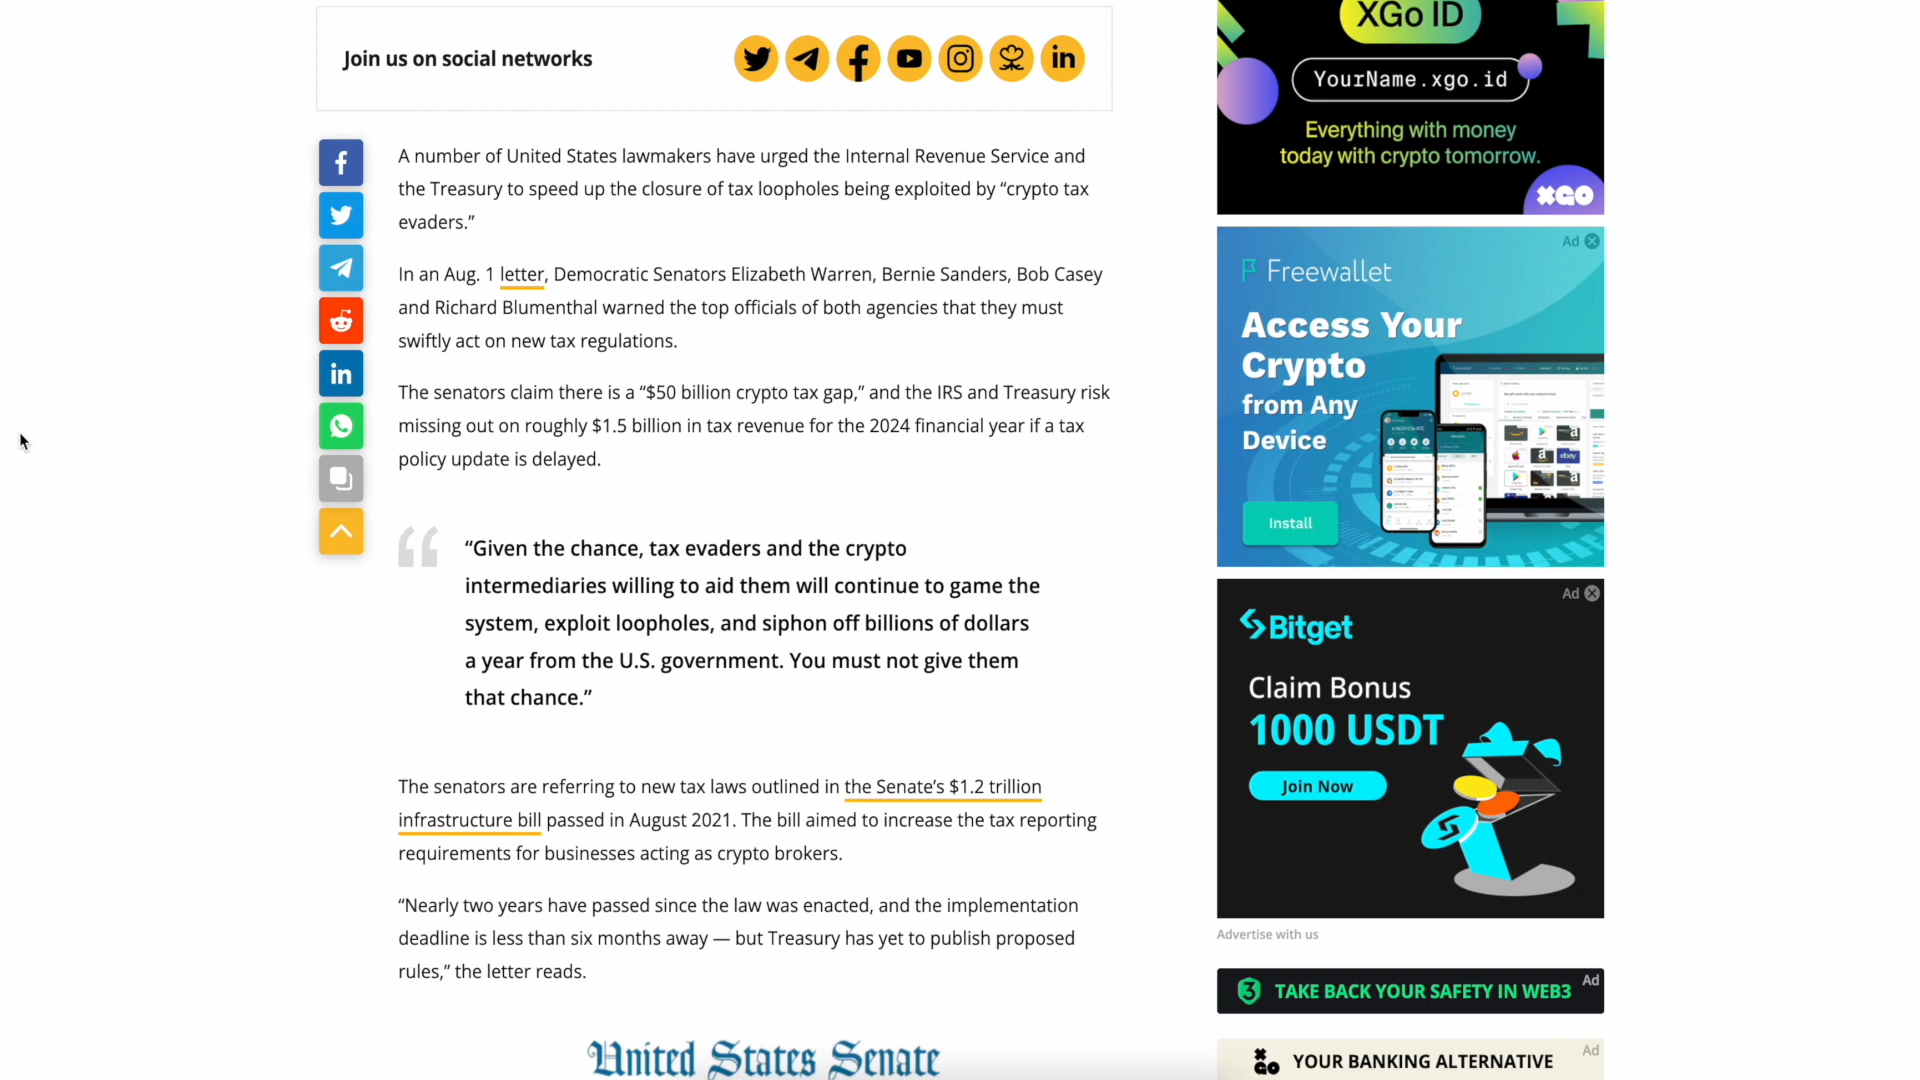 Join us on social networks
A number of United States lawmakers have urged the Internal Revenue Service and
the Treasury to speed up the closure of tax loopholes being exploited by “crypto tax
evaders.”
In an Aug. 1 letter, Democratic Senators Elizabeth Warren, Bernie Sanders, Bob Casey
and Richard Blumenthal warned the top officials of both agencies that they must
swiftly act on new tax regulations.
The senators claim there is a “$50 billion crypto tax gap,” and the IRS and Treasury risk
missing out on roughly $1.5 billion in tax revenue for the 2024 financial year if a tax
policy update is delayed.
“Given the chance, tax evaders and the crypto
intermediaries willing to aid them will continue to game the
system, exploit loopholes, and siphon off billions of dollars
a year from the U.S. government. You must not give them
that chance.”
The senators are referring to new tax laws outlined in the Senate’s $1.2 trillion
infrastructure bill passed in August 2021. The bill aimed to increase the tax reporting
requirements for businesses acting as crypto brokers.
“Nearly two years have passed since the law was enacted, and the implementation
deadline is less than six months away — but Treasury has yet to publish proposed
rules,” the letter reads.
United States Senate
XGo ID
YourName.xgo.id
Everything with money
today with crypto tomorrow.
XGO
Ad
Freewallet
Access Your
Crypto
from Any
Device
Install
Ad
Bitget
Claim Bonus
1000 USDT
Join Now
Advertise with us
Ad
TAKE BACK YOUR SAFETY IN WEB3
Ad
YOUR BANKING ALTERNATIVE